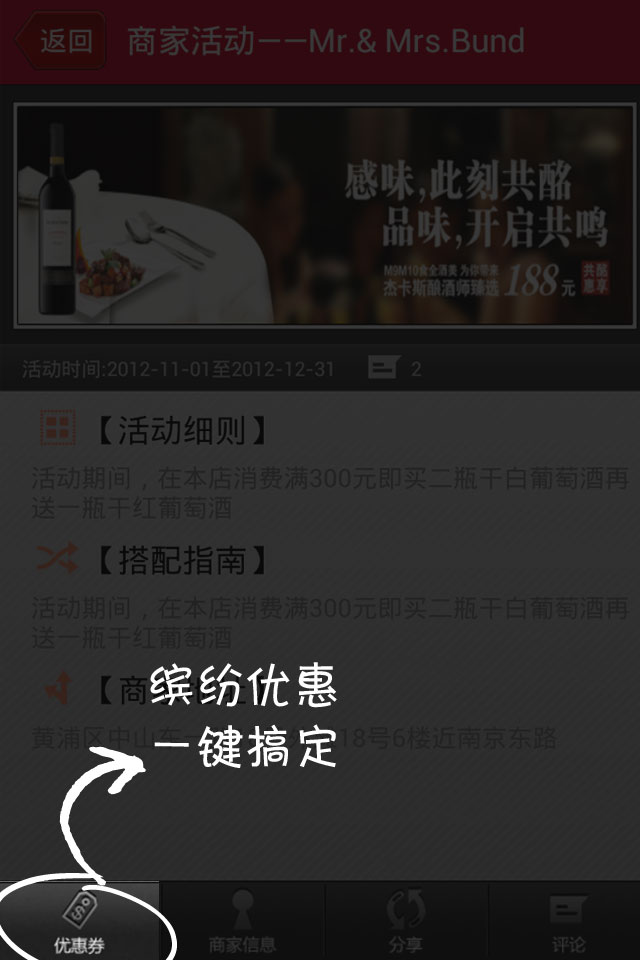 返回
商家活动——Mr.& Mrs.Bund
感味,此刻共酩
品味,开启共鸣
M9M10食全酒美 为你带来
杰卡斯酿酒师臻选 188元
共酩
惠享
活动时间:2012-11-01至2012-12-31
2
【活动细则】
活动期间，在本店消费满300元即买二瓶干白葡萄酒再
送一瓶干红葡萄酒
【搭配指南】
活动期间，在本店消费满300元即买二瓶干白葡萄酒再
送一瓶干红葡萄酒
【商
缤纷优惠
一键搞定
黄浦区中山东一 18号6楼近南京东路
优惠券
商家信息
分享
评论